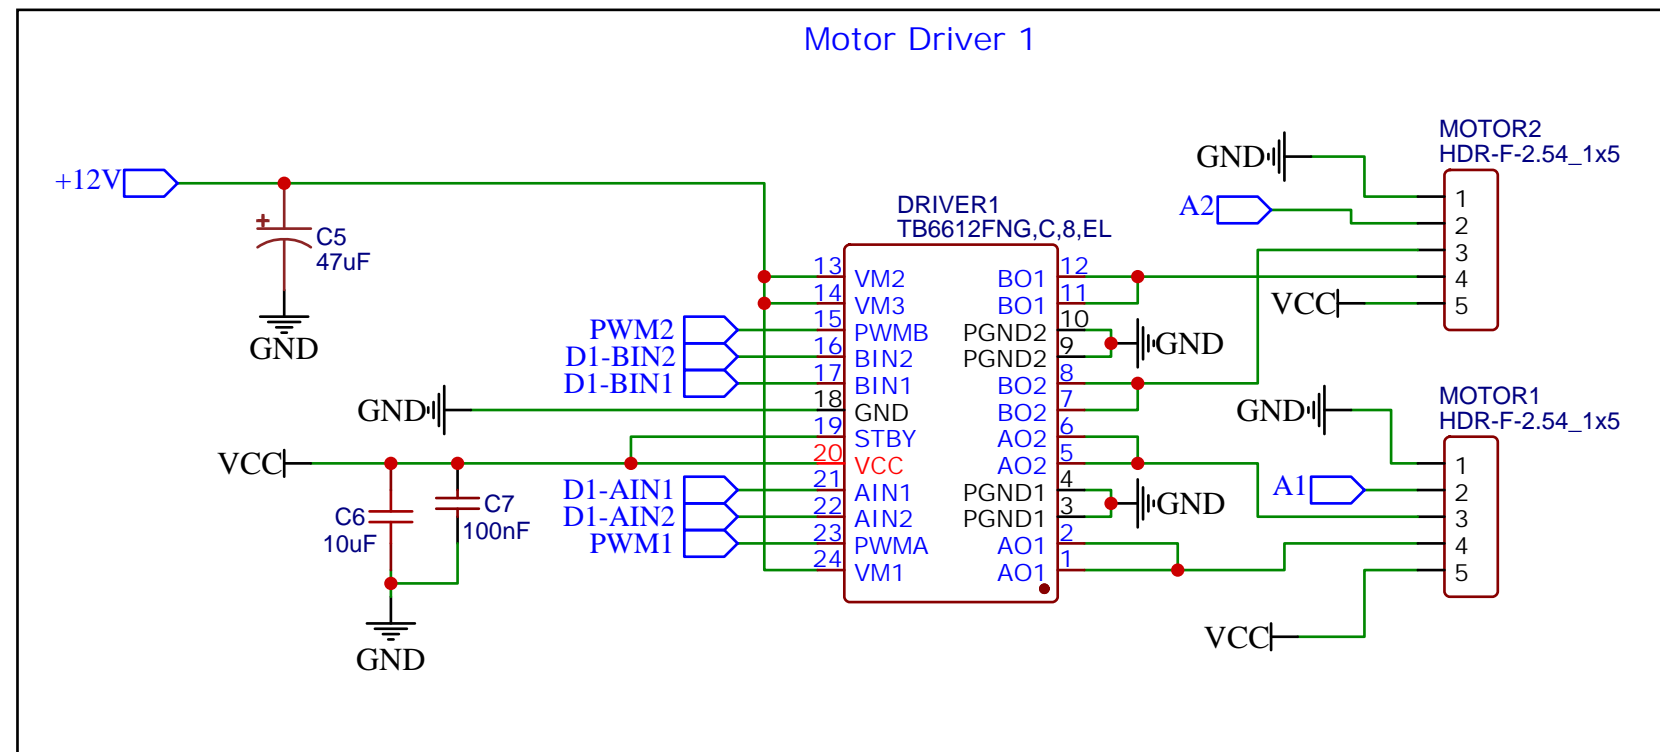 Motor Driver 1
+12V
+
C5
47uF
GND
PWM2
D1-BIN2
D1-BIN1
GND
VCC
D1-AIN1
D1-AIN2
PWM1
C6
10uF
C7
100nF
GND
DRIVER1
TB6612FNG,C,8,EL
13 VM2 BO1 12
14 VM3 BO1 11
15 PWMB PGND2 10
16 BIN2 PGND2 9
17 BIN1 BO2 8
18 GND BO2 7
19 STBY AO2 6
20 VCC AO2 5
21 AIN1 PGND1 4
22 AIN2 PGND1 3
23 PWMA AO1 2
24 VM1 AO1 1
GND
GND
MOTOR2
HDR-F-2.54_1x5
GND
A2
VCC
1
2
3
4
5
MOTOR1
HDR-F-2.54_1x5
GND
A1
VCC
1
2
3
4
5